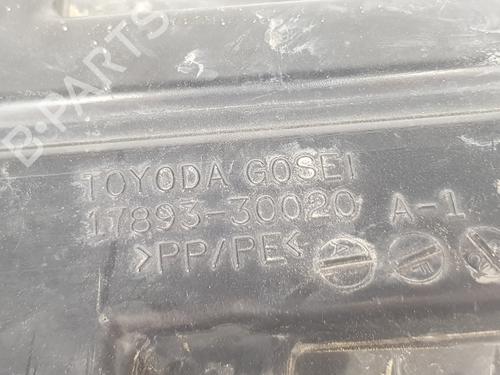 B-PARTS
TOYODA GOSEI
17893-30020 A-1
>PP/PE<